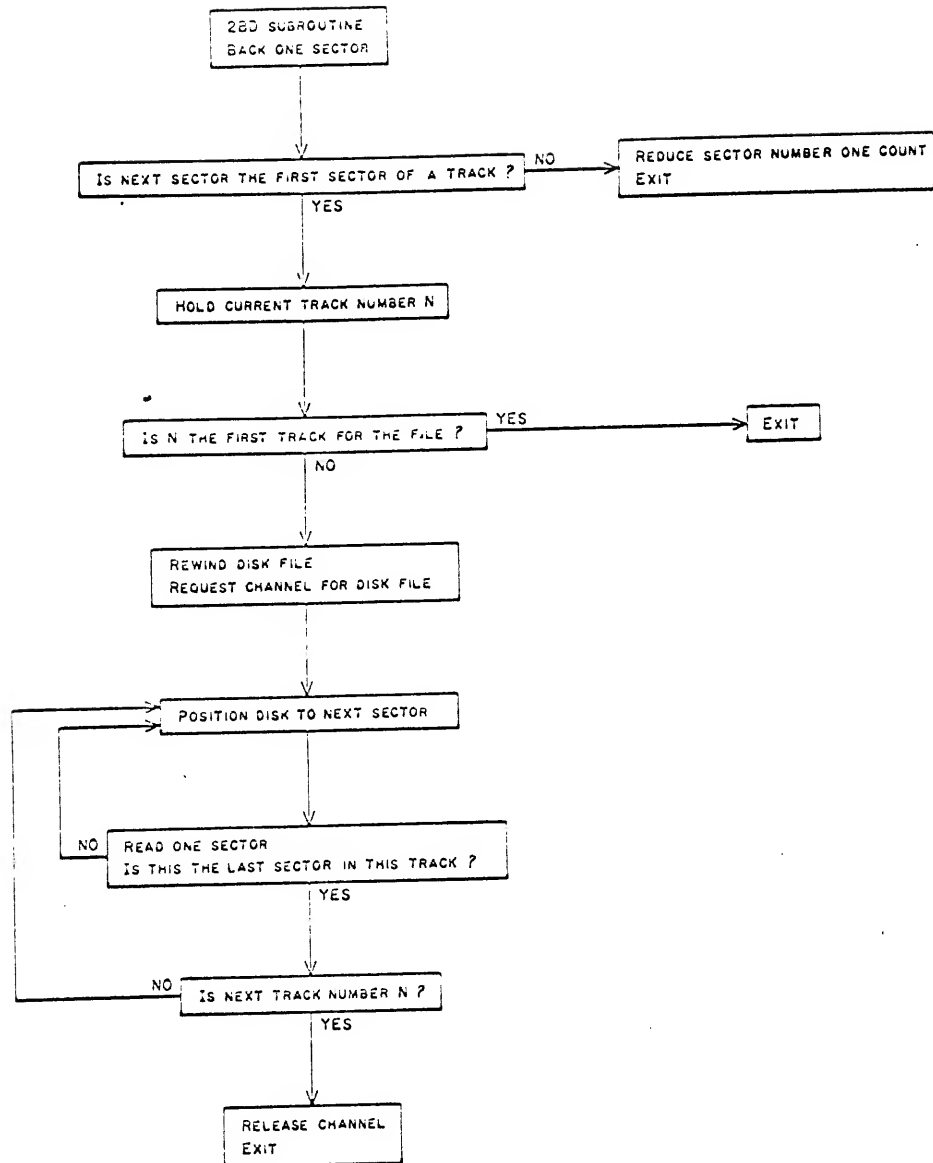 2BD SUBROUTINE
BACK ONE SECTOR
IS NEXT SECTOR THE FIRST SECTOR OF A TRACK ?
NO
REDUCE SECTOR NUMBER ONE COUNT
EXIT
YES
HOLD CURRENT TRACK NUMBER N
IS N THE FIRST TRACK FOR THE FILE ?
YES
EXIT
NO
REWIND DISK FILE
REQUEST CHANNEL FOR DISK FILE
POSITION DISK TO NEXT SECTOR
NO
READ ONE SECTOR
IS THIS THE LAST SECTOR IN THIS TRACK ?
YES
NO
IS NEXT TRACK NUMBER N ?
YES
RELEASE CHANNEL
EXIT